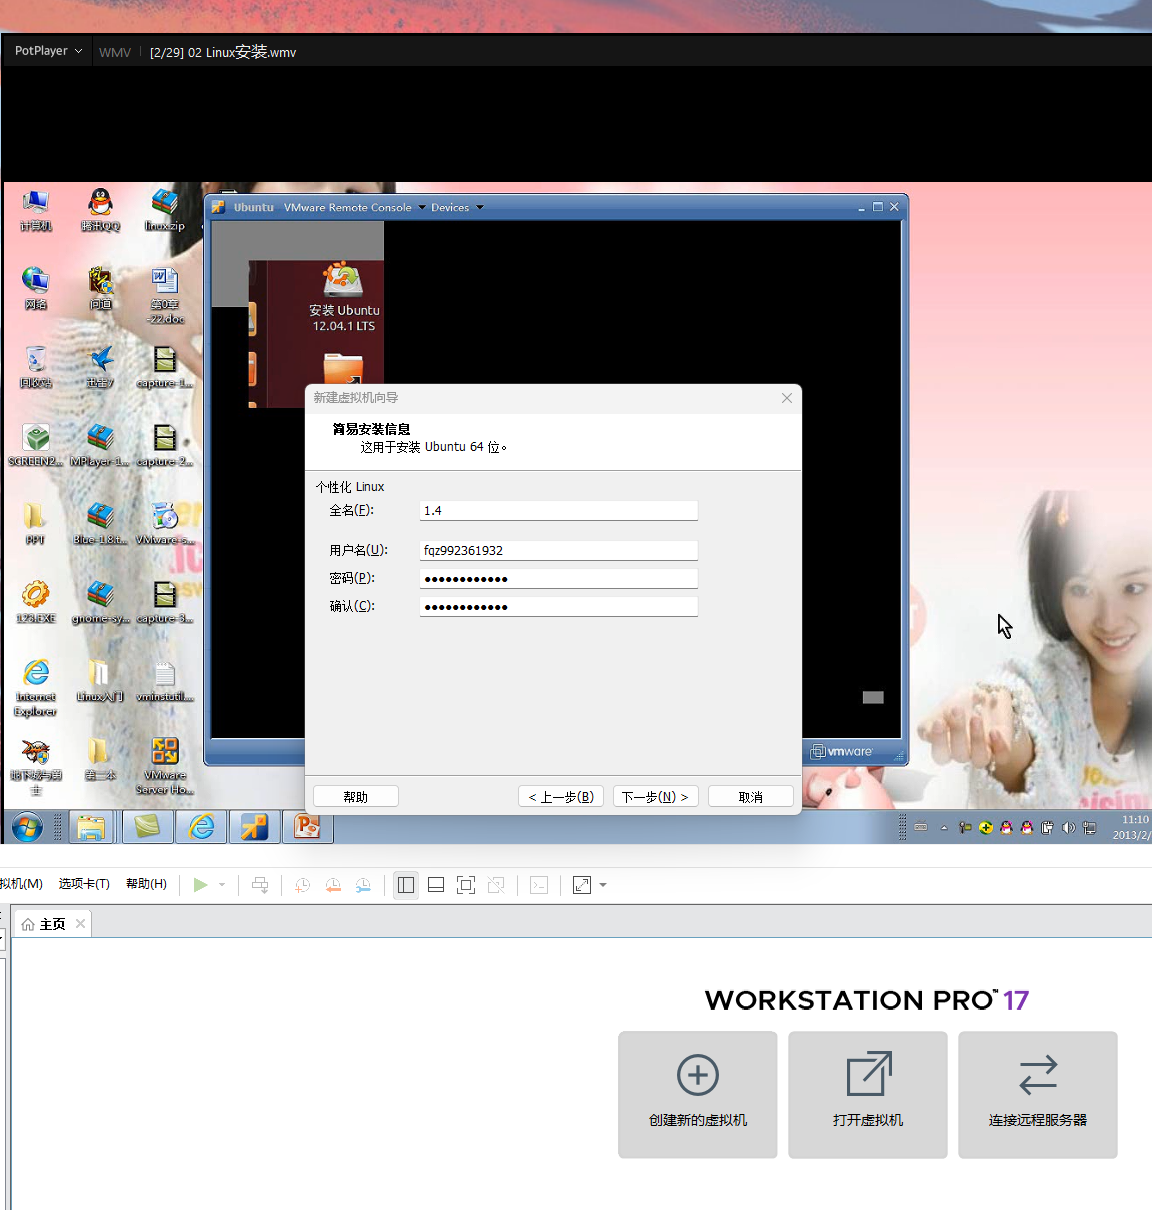 PotPlayer
WMV
[2/29] 02 Linux安装.wmv
计算机
腾讯QQ
linux.zip
网络
问道
第0章-22.doc
回收站
迅雷7
capture-1...
SCREEN2...
MPlayer-1...
capture-2...
PPT
Blue-1.8.t...
VMware-s...
123.EXE
gnome-sy...
capture-3...
Internet Explorer
Linux入门
vminstutil....
地下城与勇士
第二本
VMware Server Ho...
Ubuntu VMware Remote Console Devices
安装 Ubuntu
12.04.1 LTS
新建虚拟机向导
简易安装信息
这用于安装 Ubuntu 64 位。
个性化 Linux
全名(F):
1.4
用户名(U):
fqz992361932
密码(P):
●●●●●●●●●●●●
确认(C):
●●●●●●●●●●●●
帮助
< 上一步(B)
下一步(N) >
取消
vmware
11:10
2013/2/
拟机(M) 选项卡(T) 帮助(H)
主页
WORKSTATION PRO™ 17
创建新的虚拟机
打开虚拟机
连接远程服务器